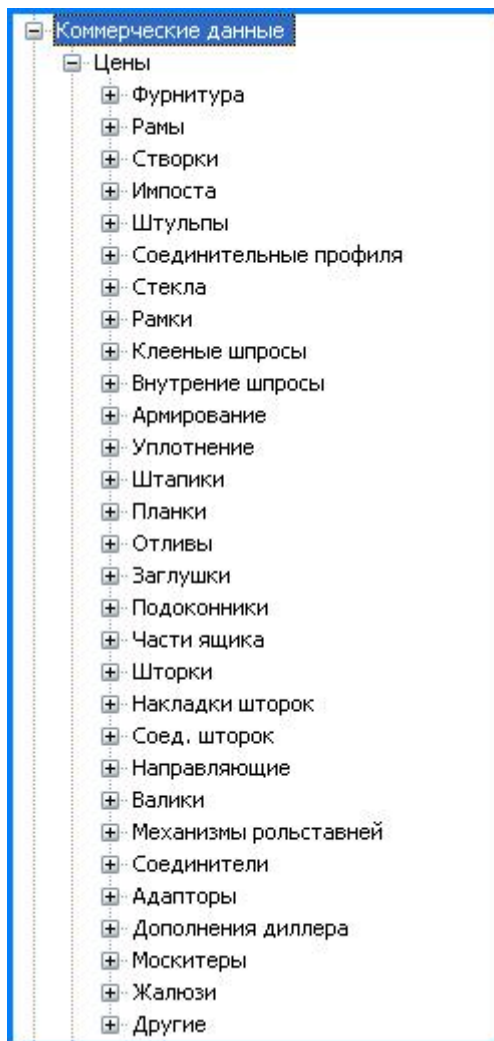 Коммерческие данные
Цены
Фурнитура
Рамы
Створки
Импоста
Штульпы
Соединительные профиля
Стекла
Рамки
Клееные шпросы
Внутрение шпросы
Армирование
Уплотнение
Штапики
Планки
Отливы
Заглушки
Подоконники
Части ящика
Шторки
Накладки шторок
Соед. шторок
Направляющие
Валики
Механизмы рольставней
Соединители
Адапторы
Дополнения диллера
Москитеры
Жалюзи
Другие